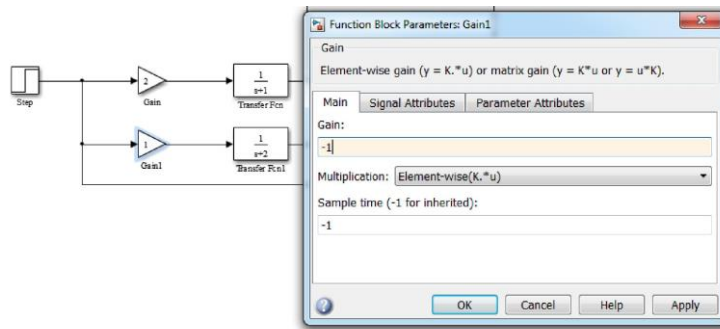 Step
2
Gain
1
s+1
Transfer Fcn
1
Gain1
1
s+2
Transfer Fcn1
Function Block Parameters: Gain1
Gain
Element-wise gain (y = K.*u) or matrix gain (y = K*u or y = u*K).
Main Signal Attributes Parameter Attributes
Gain:
-1
Multiplication: Element-wise(K.*u)
Sample time (-1 for inherited):
-1
OK Cancel Help Apply